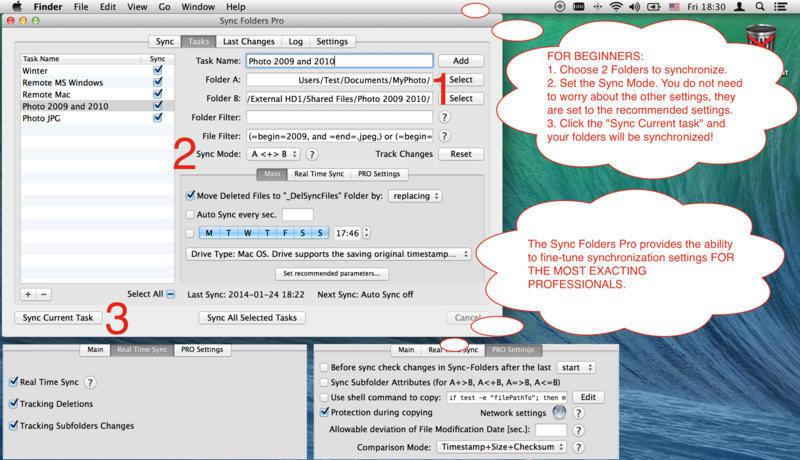 Finder File Edit View Go Window Help
Fri 18:30
Sync Folders Pro
Sync Tasks Last Changes Log Settings
Task Name Sync
Winter
Remote MS Windows
Remote Mac
Photo 2009 and 2010
Photo JPG
Task Name: Photo 2009 and 2010 Add
Folder A: Users/Test/Documents/MyPhoto/ Select
1
Folder B: /External HD1/Shared Files/Photo 2009 2010/ Select
Folder Filter: ?
File Filter: (=begin=2009, and =end=.jpeg,) or (=begin= ?
2
Sync Mode: A <+> B ? Track Changes Reset
Main Real Time Sync PRO Settings
Move Deleted Files to "_DelSyncFiles" Folder by: replacing
Auto Sync every sec.
M T W T F S S 17:46
Drive Type: Mac OS. Drive supports the saving original timestamp...
Set recommended parameters...
+ − Select All Last Sync: 2014-01-24 18:22 Next Sync: Auto Sync off
Sync Current Task 3 Sync All Selected Tasks Cancel
FOR BEGINNERS:
1. Choose 2 Folders to synchronize.
2. Set the Sync Mode. You do not need
to worry about the other settings, they
are set to the recommended settings.
3. Click the "Sync Current task" and
your folders will be synchronized!
The Sync Folders Pro provides the ability
to fine-tune synchronization settings FOR
THE MOST EXACTING
PROFESSIONALS.
Main Real Time Sync PRO Settings
Real Time Sync ?
Tracking Deletions
Tracking Subfolders Changes
Main Real Time Sync PRO Settings
Before sync check changes in Sync-Folders after the last start
Sync Subfolder Attributes (for A+>B, A<+B, A=>B, A<=B)
Use shell command to copy: if test -e "filePathTo"; then m Edit
Protection during copying Network settings ?
Allowable deviation of File Modification Date [sec.]: ?
Comparison Mode: Timestamp+Size+Checksum ?